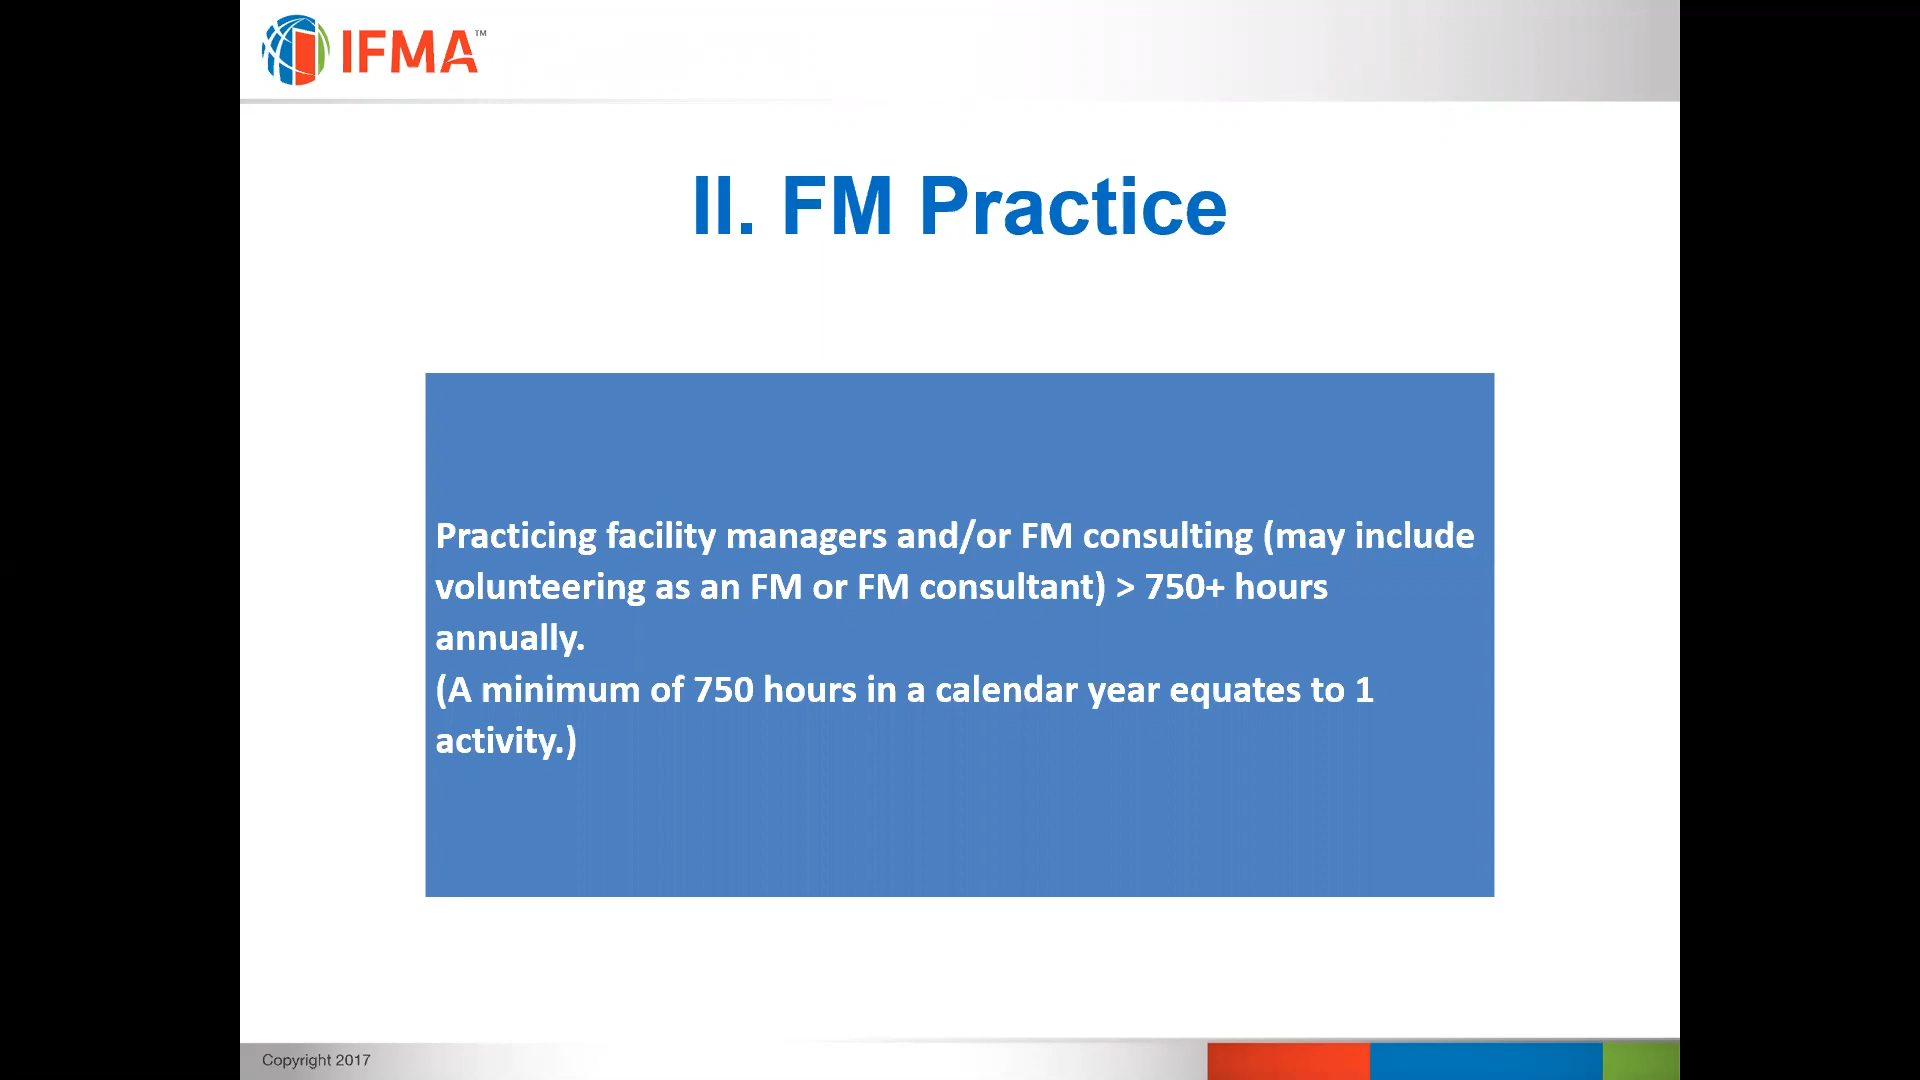 IFMA™
II. FM Practice
Practicing facility managers and/or FM consulting (may include
volunteering as an FM or FM consultant) > 750+ hours
annually.
(A minimum of 750 hours in a calendar year equates to 1
activity.)
Copyright 2017